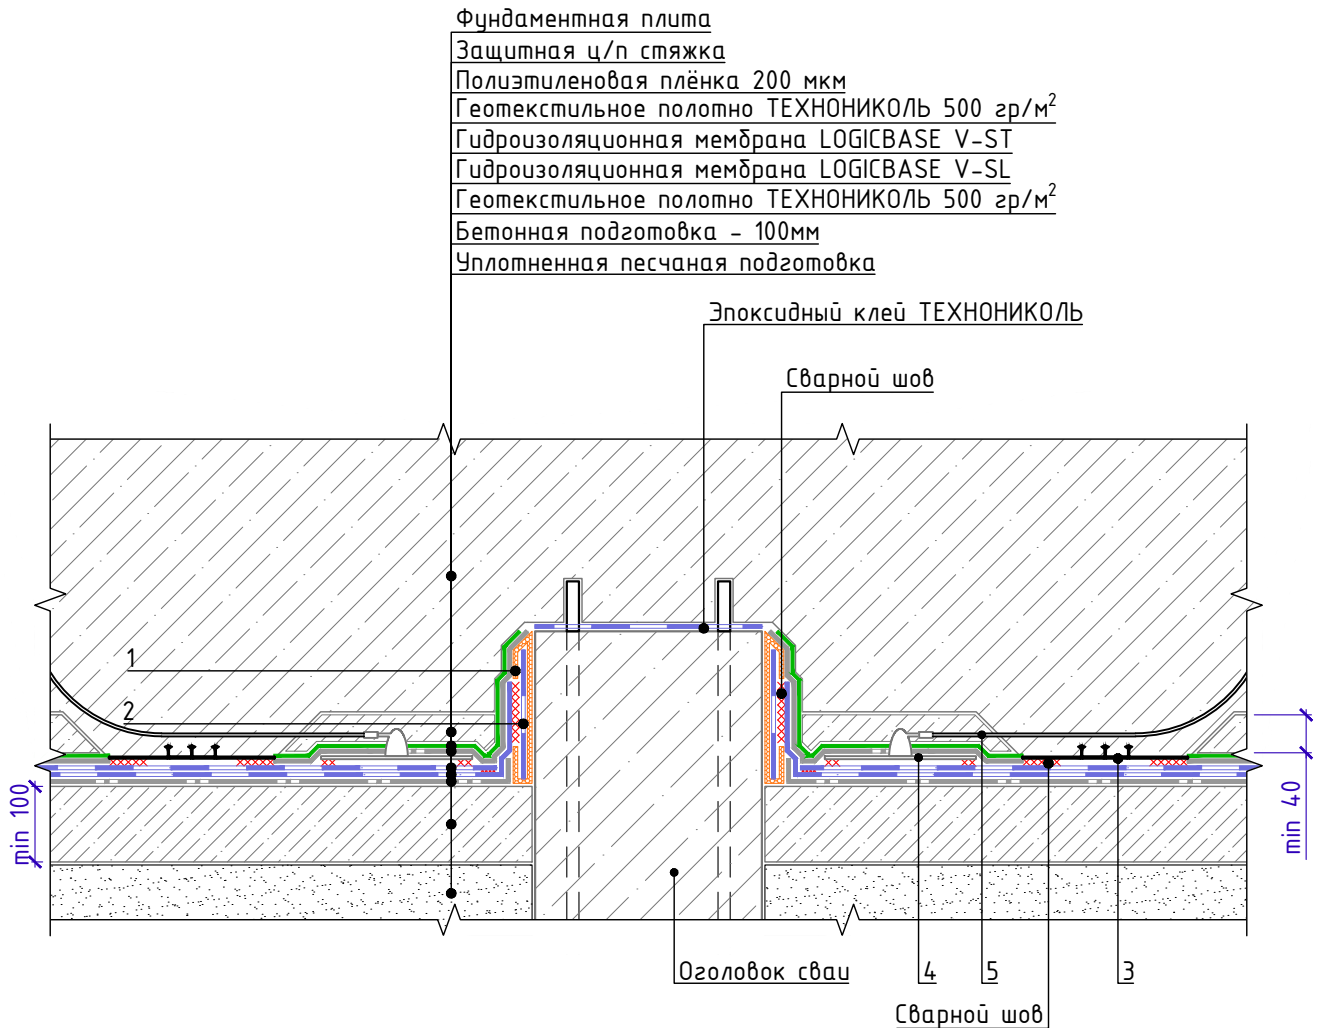 Фундаментная плита
Защитная ц/п стяжка
Полиэтиленовая плёнка 200 мкм
Геотекстильное полотно ТЕХНОНИКОЛЬ 500 гр/м²
Гидроизоляционная мембрана LOGICBASE V-ST
Гидроизоляционная мембрана LOGICBASE V-SL
Геотекстильное полотно ТЕХНОНИКОЛЬ 500 гр/м²
Бетонная подготовка - 100мм
Уплотненная песчаная подготовка
Эпоксидный клей ТЕХНОНИКОЛЬ
Сварной шов
1
2
min 100
min 40
Оголовок сваи
4
5
3
Сварной шов